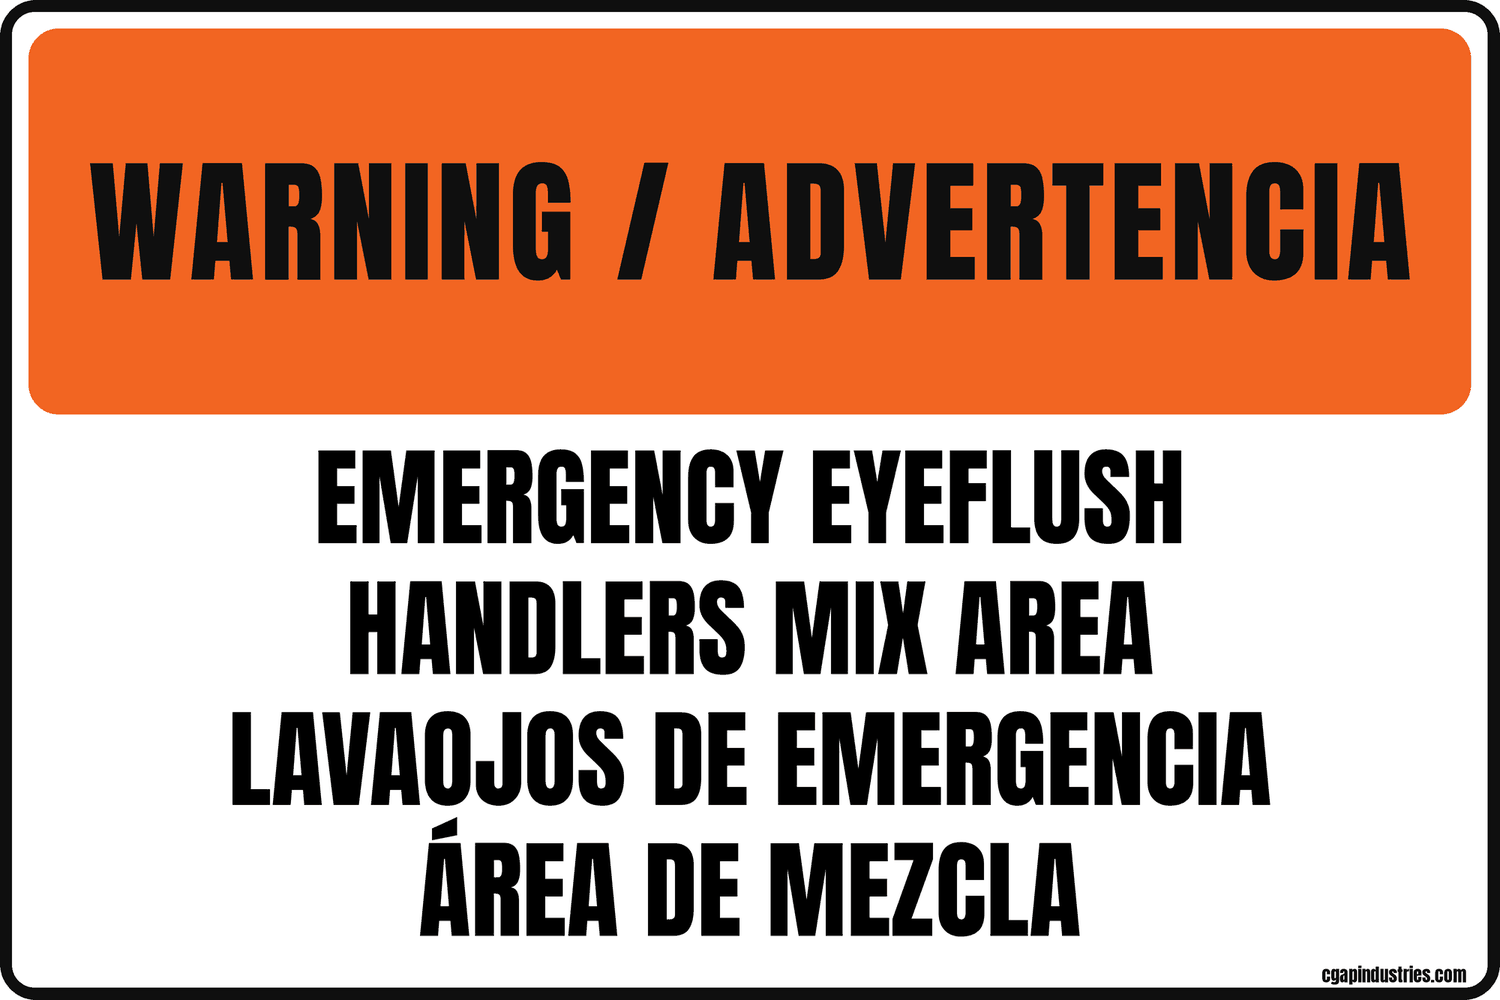 WARNING / ADVERTENCIA
EMERGENCY EYEFLUSH
HANDLERS MIX AREA
LAVAOJOS DE EMERGENCIA
ÁREA DE MEZCLA
cgapindustries.com